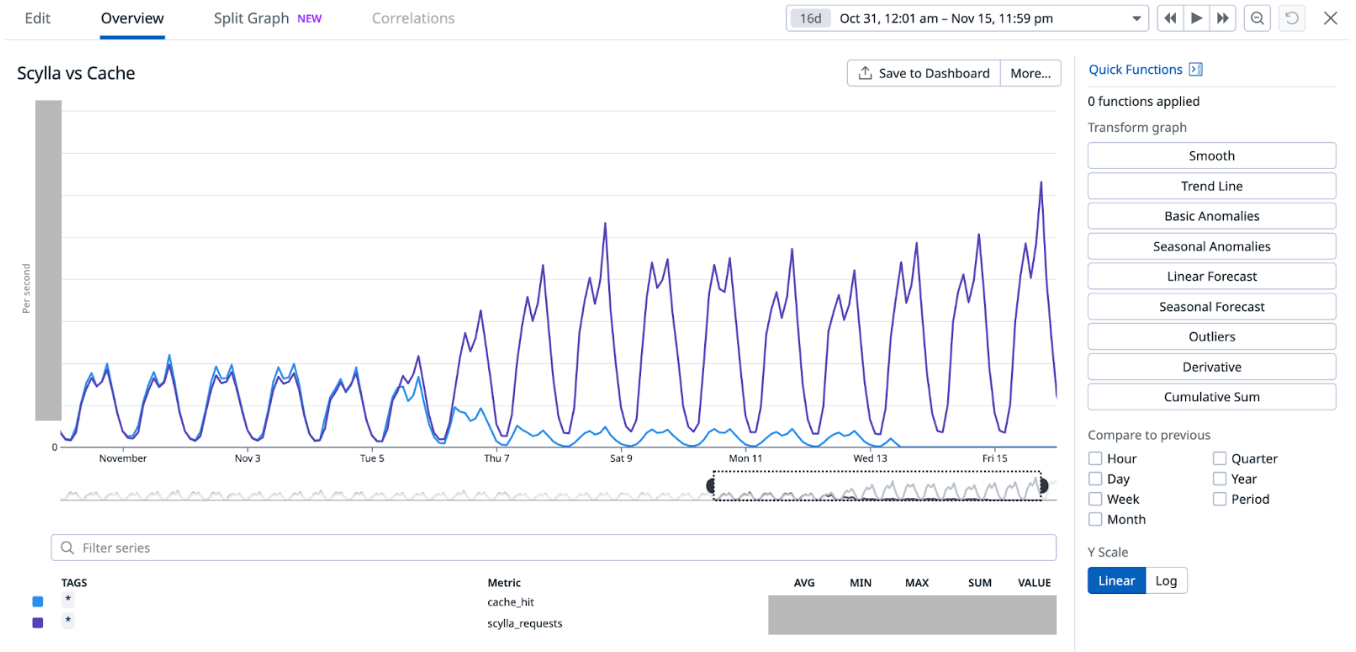 Edit Overview Split Graph NEW Correlations 16d Oct 31, 12:01 am – Nov 15, 11:59 pm
Scylla vs Cache Save to Dashboard More...
Per second
0
November Nov 3 Tue 5 Thu 7 Sat 9 Mon 11 Wed 13 Fri 15
Filter series
TAGS Metric AVG MIN MAX SUM VALUE
* cache_hit
* scylla_requests
Quick Functions
0 functions applied
Transform graph
Smooth
Trend Line
Basic Anomalies
Seasonal Anomalies
Linear Forecast
Seasonal Forecast
Outliers
Derivative
Cumulative Sum
Compare to previous
Hour Quarter
Day Year
Week Period
Month
Y Scale
Linear Log